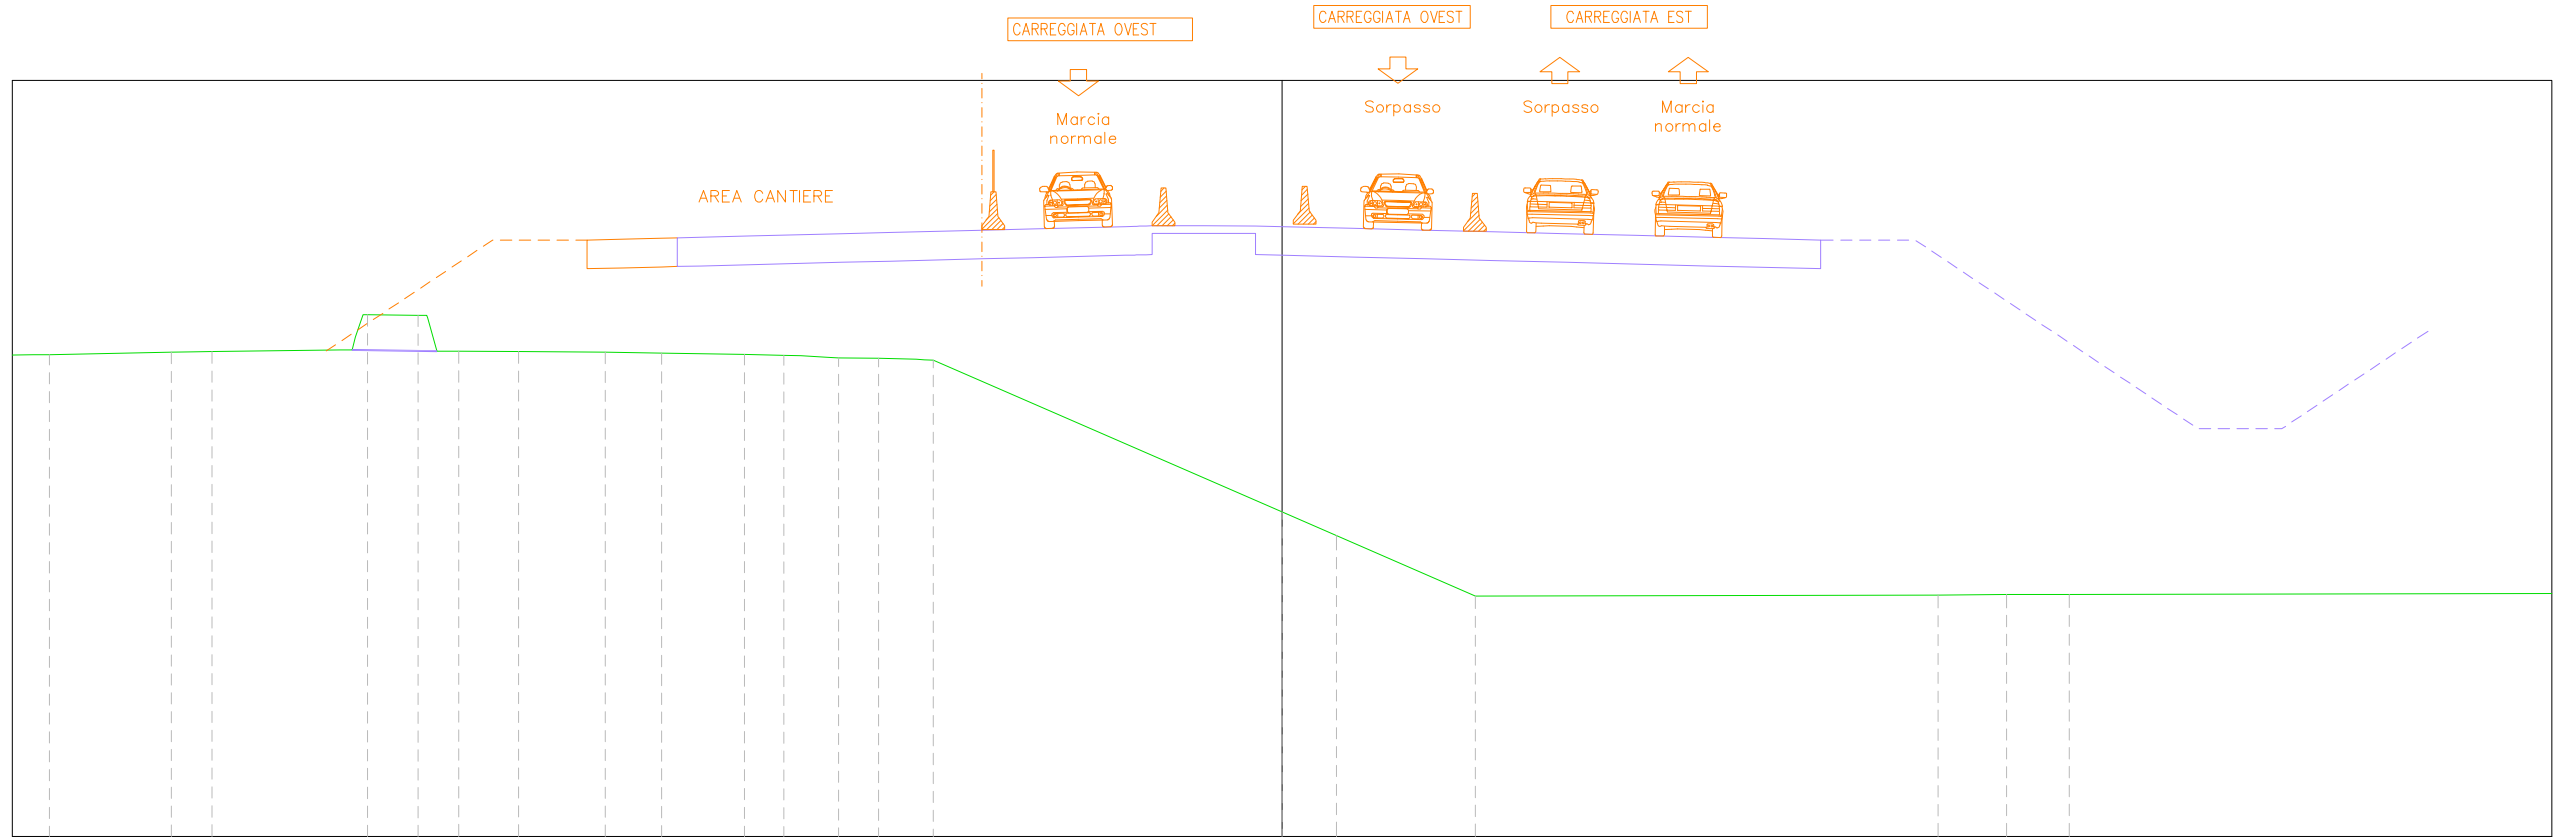 CARREGGIATA OVEST
CARREGGIATA OVEST
CARREGGIATA EST
Marcia
normale
Sorpasso
Sorpasso
Marcia
normale
AREA CANTIERE